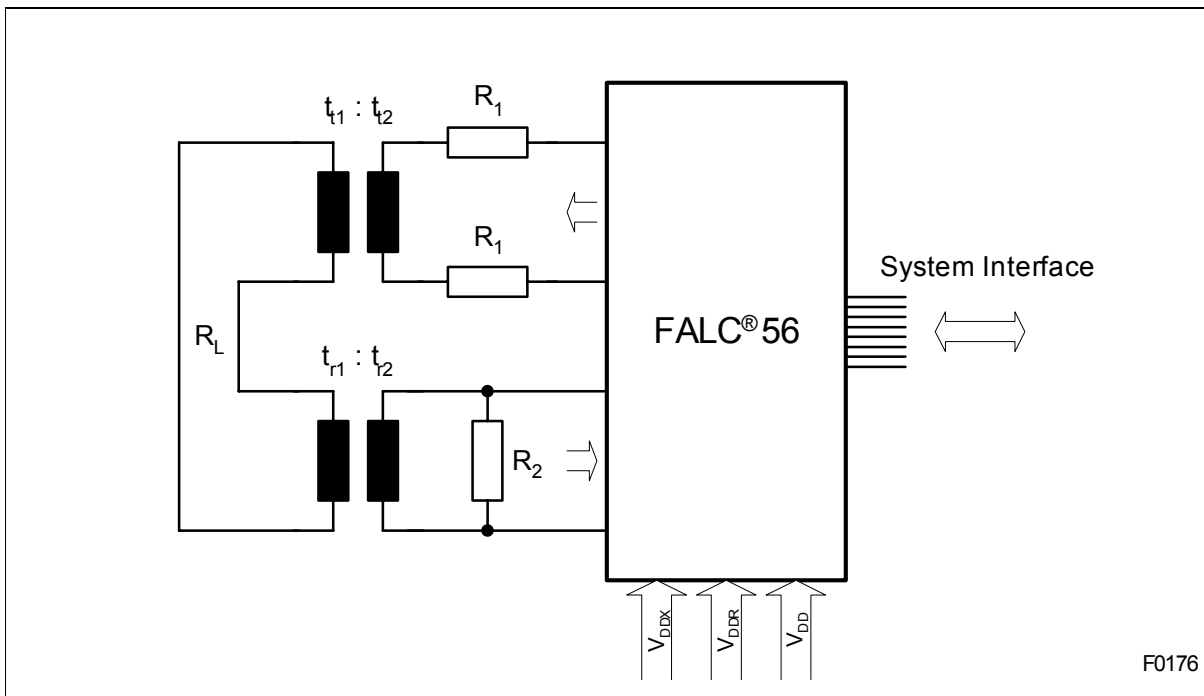 t_t1 : t_t2
R_1
R_1
System Interface
FALC® 56
R_L
t_r1 : t_r2
R_2
V_DDX
V_DDR
V_DD
F0176